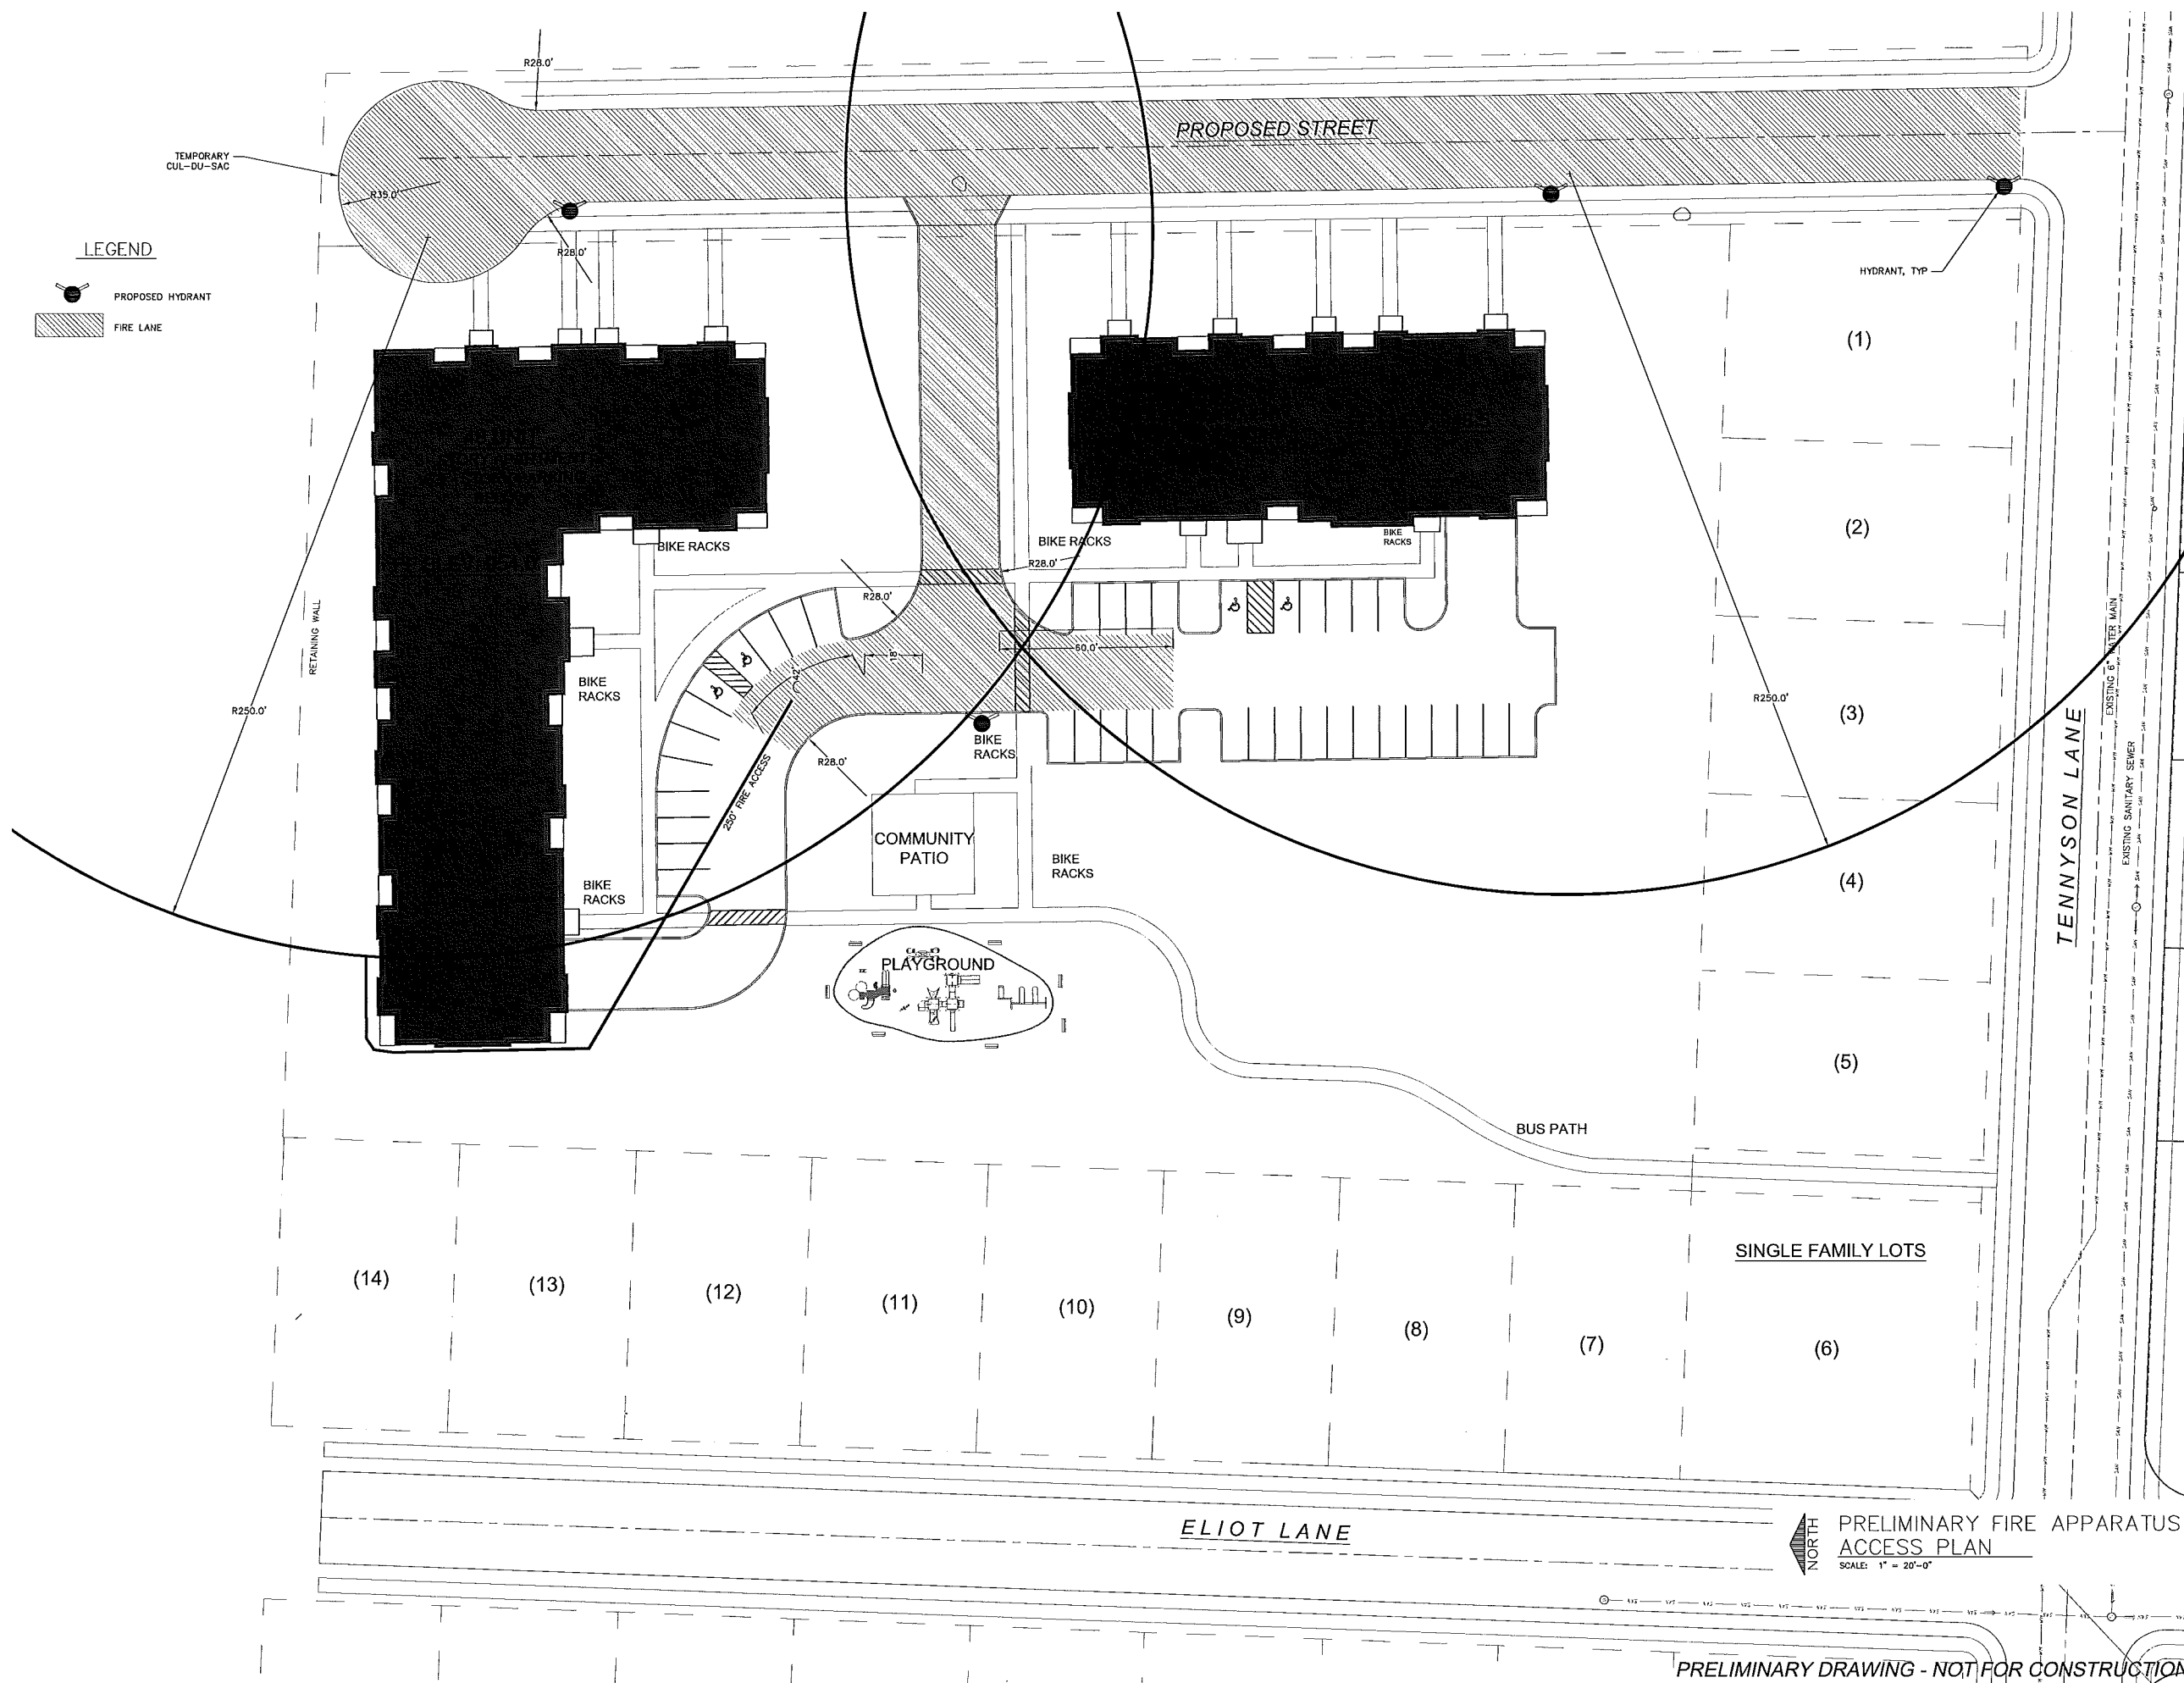 R28.0'
PROPOSED STREET
TEMPORARY
CUL-DU-SAC
R35.0'
LEGEND
PROPOSED HYDRANT
FIRE LANE
R28.0'
HYDRANT, TYP
(1)
(2)
(3)
(4)
(5)
BIKE RACKS
BIKE RACKS
BIKE
RACKS
R28.0'
R28.0'
RETAINING WALL
60.0'
18'
42'
BIKE
RACKS
R250.0'
R250.0'
BIKE
RACKS
R28.0'
250' FIRE ACCESS
COMMUNITY
PATIO
BIKE
RACKS
BIKE
RACKS
PLAYGROUND
TENNYSON LANE
EXISTING 6" WATER MAIN
EXISTING SANITARY SEWER
BUS PATH
SINGLE FAMILY LOTS
(14)
(13)
(12)
(11)
(10)
(9)
(8)
(7)
(6)
ELIOT LANE
NORTH
PRELIMINARY FIRE APPARATUS
ACCESS PLAN
SCALE: 1" = 20'-0"
PRELIMINARY DRAWING - NOT FOR CONSTRUCTION